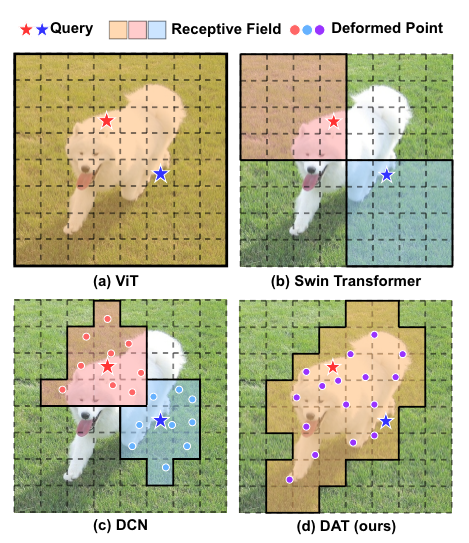 Query Receptive Field Deformed Point
(a) ViT
(b) Swin Transformer
(c) DCN
(d) DAT (ours)